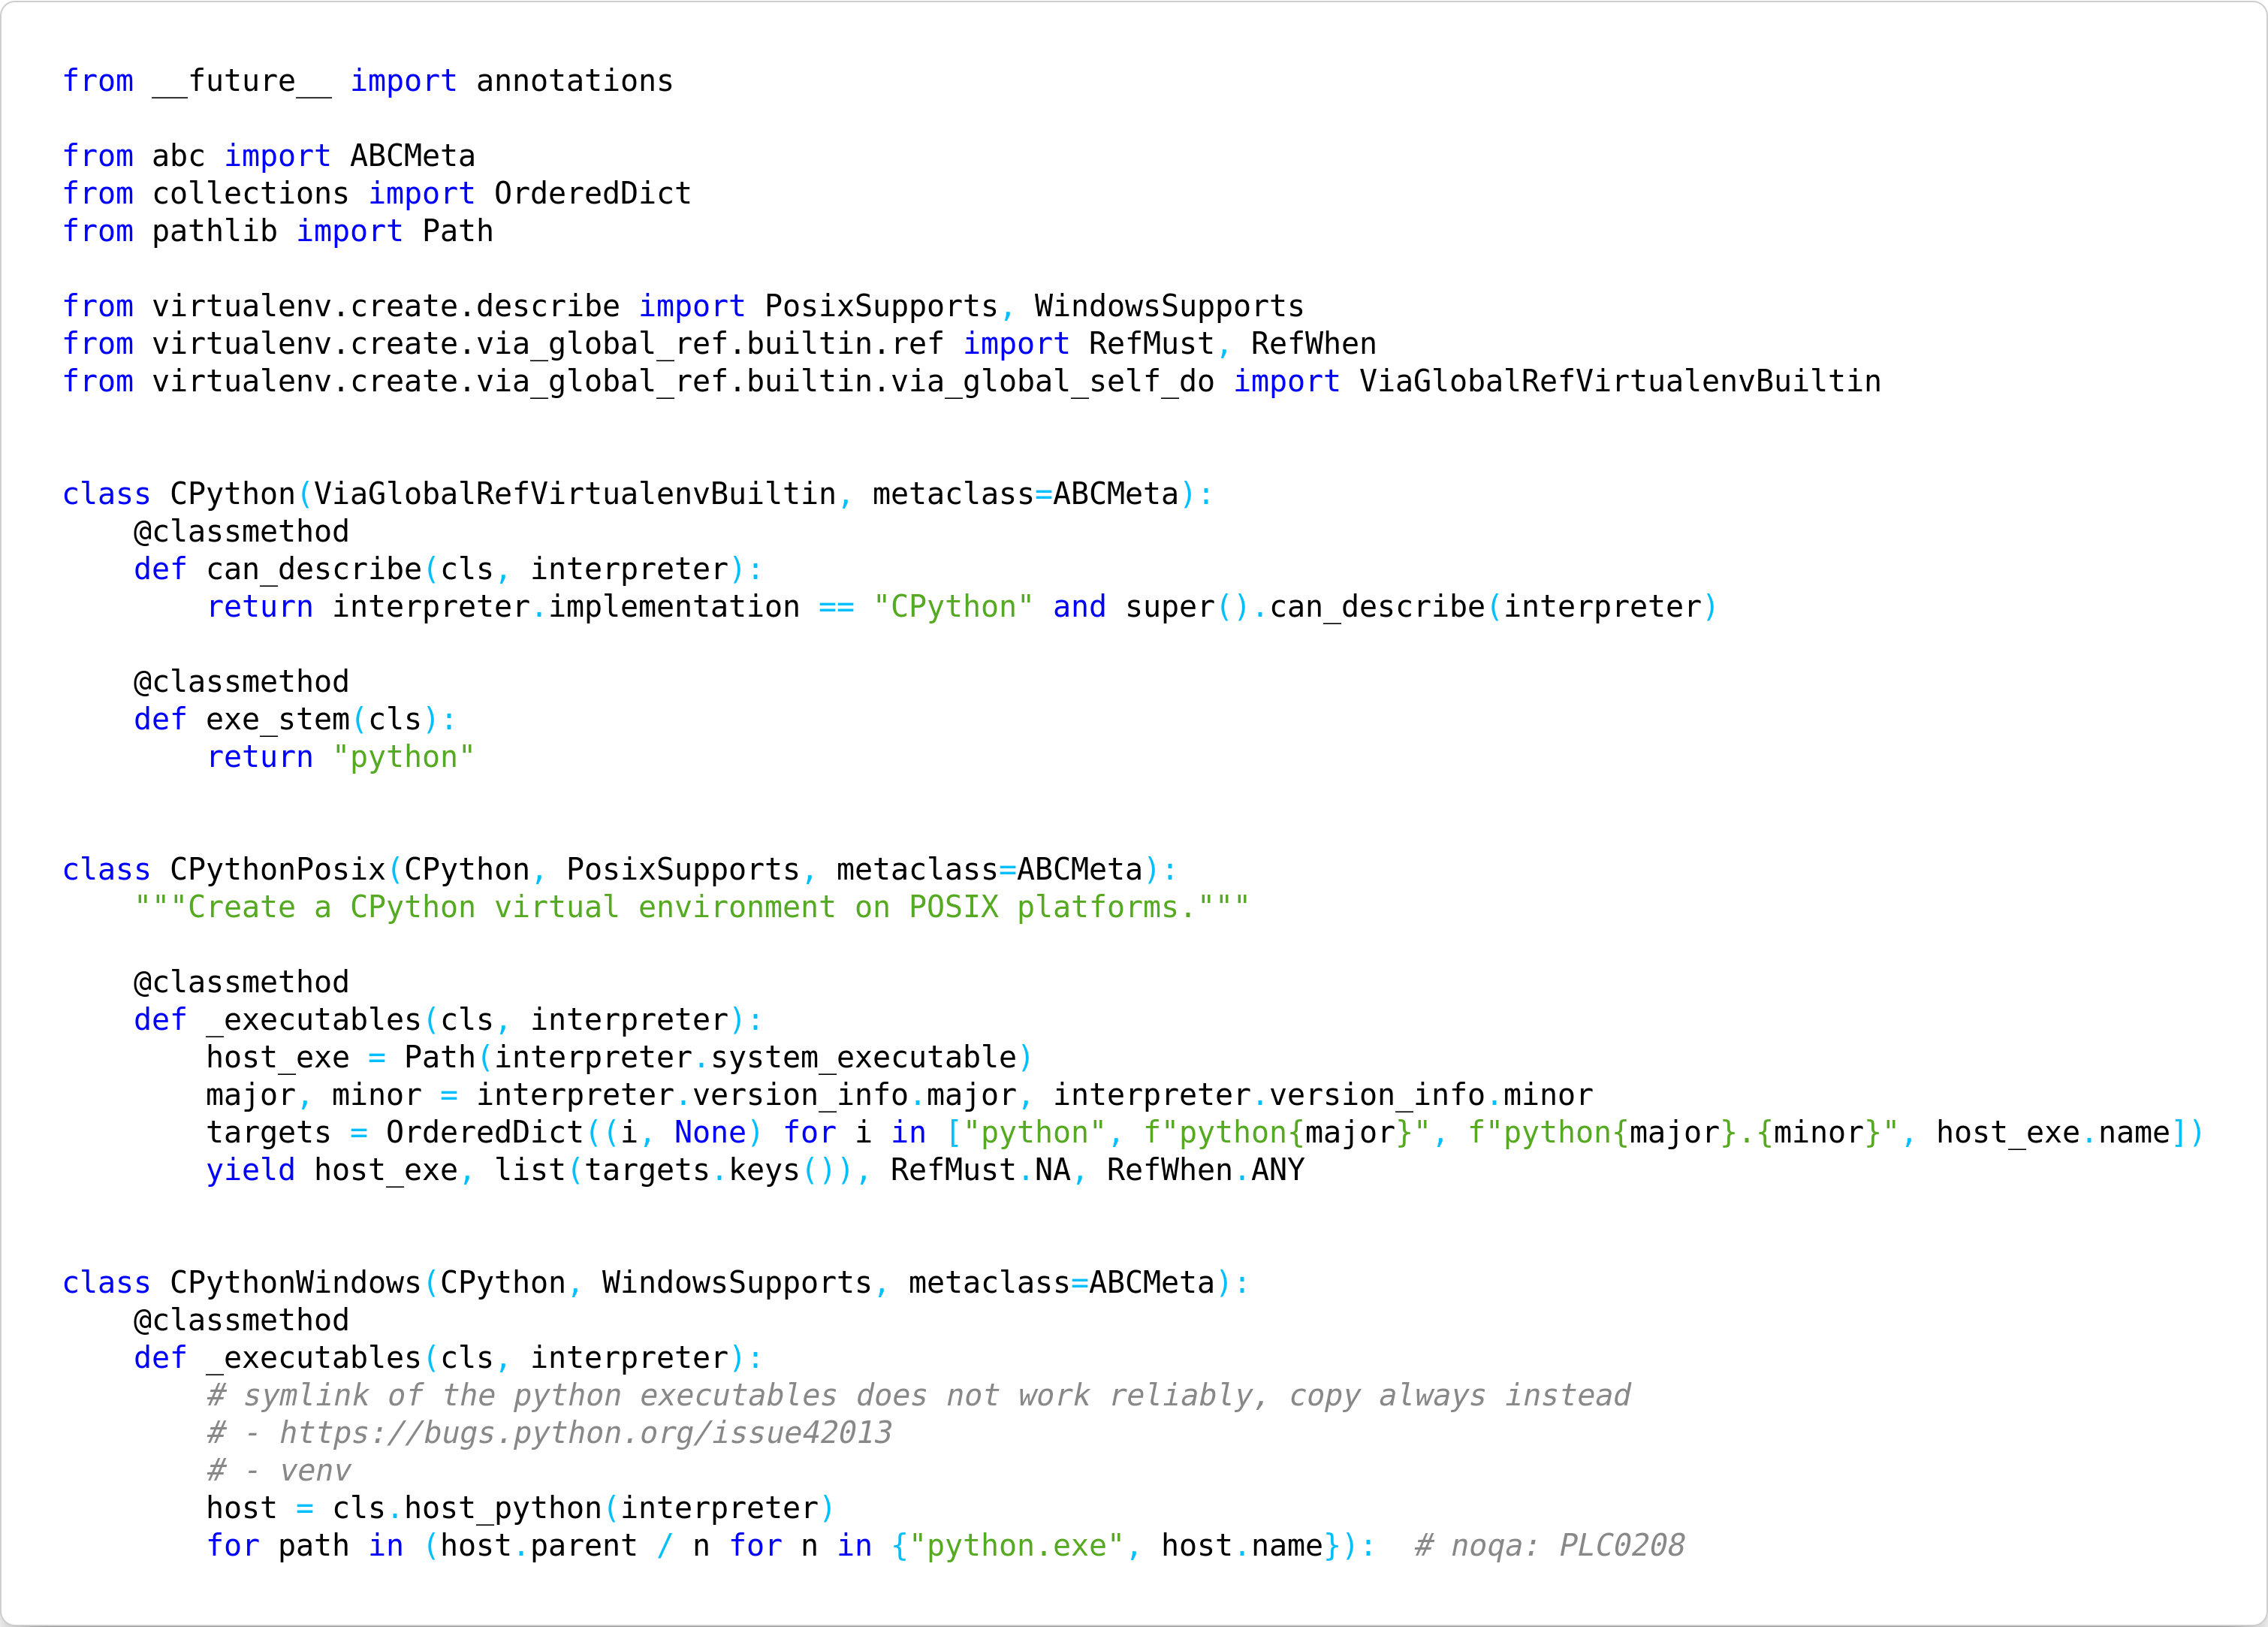 from __future__ import annotations

from abc import ABCMeta
from collections import OrderedDict
from pathlib import Path

from virtualenv.create.describe import PosixSupports, WindowsSupports
from virtualenv.create.via_global_ref.builtin.ref import RefMust, RefWhen
from virtualenv.create.via_global_ref.builtin.via_global_self_do import ViaGlobalRefVirtualenvBuiltin


class CPython(ViaGlobalRefVirtualenvBuiltin, metaclass=ABCMeta):
    @classmethod
    def can_describe(cls, interpreter):
        return interpreter.implementation == "CPython" and super().can_describe(interpreter)

    @classmethod
    def exe_stem(cls):
        return "python"


class CPythonPosix(CPython, PosixSupports, metaclass=ABCMeta):
    """Create a CPython virtual environment on POSIX platforms."""

    @classmethod
    def _executables(cls, interpreter):
        host_exe = Path(interpreter.system_executable)
        major, minor = interpreter.version_info.major, interpreter.version_info.minor
        targets = OrderedDict((i, None) for i in ["python", f"python{major}", f"python{major}.{minor}", host_exe.name])
        yield host_exe, list(targets.keys()), RefMust.NA, RefWhen.ANY


class CPythonWindows(CPython, WindowsSupports, metaclass=ABCMeta):
    @classmethod
    def _executables(cls, interpreter):
        # symlink of the python executables does not work reliably, copy always instead
        # - https://bugs.python.org/issue42013
        # - venv
        host = cls.host_python(interpreter)
        for path in (host.parent / n for n in {"python.exe", host.name}):  # noqa: PLC0208